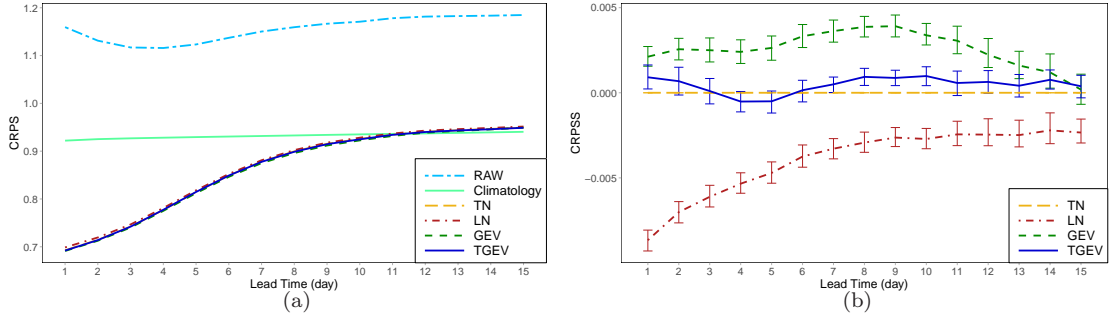 1.2
1.1
1.0
0.9
0.8
0.7
CRPS
RAW
Climatology
TN
LN
GEV
TGEV
1 2 3 4 5 6 7 8 9 10 11 12 13 14 15
Lead Time (day)
(a)
0.005
0.000
−0.005
CRPSS
TN
LN
GEV
TGEV
1 2 3 4 5 6 7 8 9 10 11 12 13 14 15
Lead Time (day)
(b)